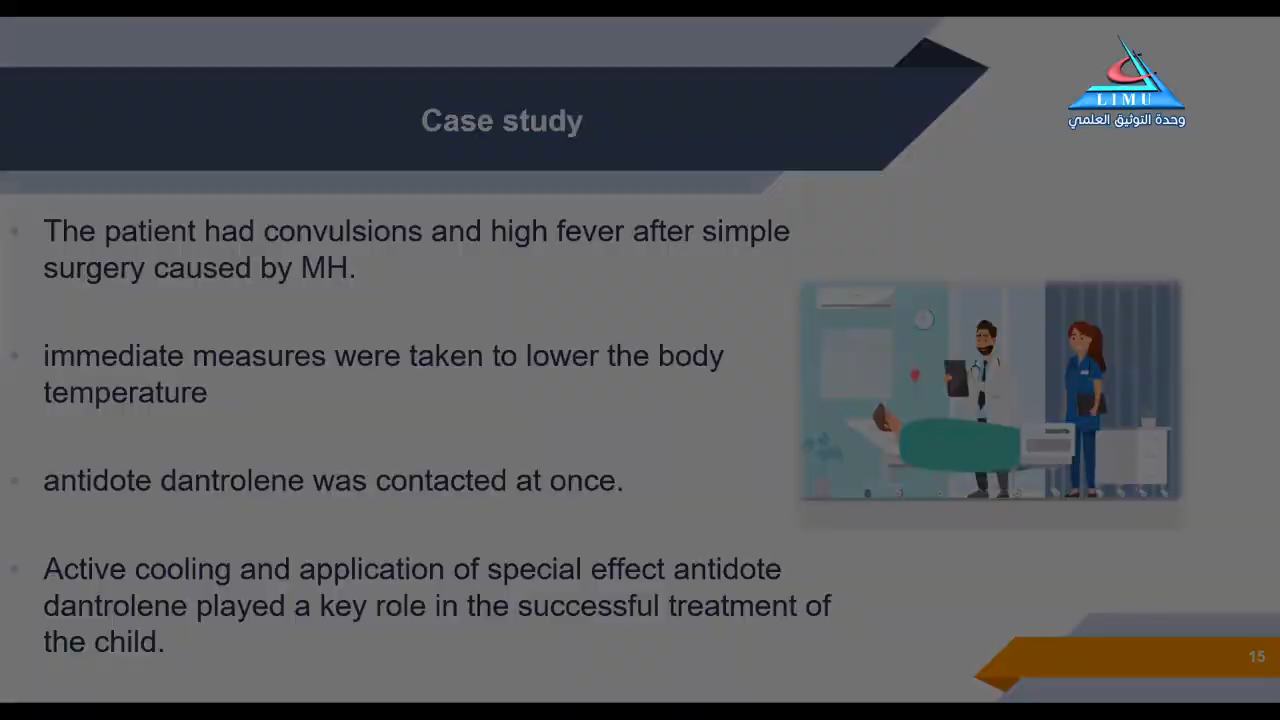 LIMU
وحدة التوثيق العلمي
Case study
The patient had convulsions and high fever after simple
surgery caused by MH.
immediate measures were taken to lower the body
temperature
antidote dantrolene was contacted at once.
Active cooling and application of special effect antidote
dantrolene played a key role in the successful treatment of
the child.
15